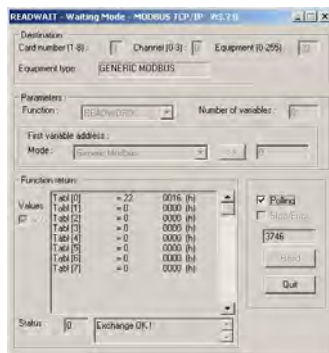 READWAIT - Waiting Mode - MODBUS TCP/IP
Destination
Card number (1-8) : Channel (0-3) : Equipment (0-255)
Equipment type GENERIC MODBUS
Parameters
Function : READWORD Number of variables :
First variable address :
Mode : Generic Modbus 0
Function return
Values
Tabl [0] = 22 0016 (h)
Tabl [1] = 0 0000 (h)
Tabl [2] = 0 0000 (h)
Tabl [3] = 0 0000 (h)
Tabl [4] = 0 0000 (h)
Tabl [5] = 0 0000 (h)
Tabl [6] = 0 0000 (h)
Tabl [7] = 0 0000 (h)
Polling
3746
Read
Quit
Status : 0 Exchange OK !